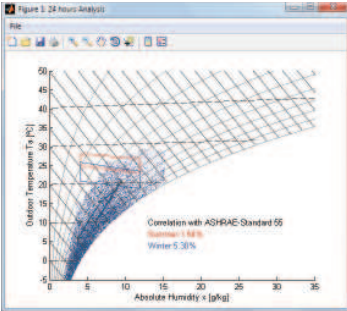 Figure 1: 24 hours Analysis
File
50
45
40
35
30
25
20
15
10
5
0
-5
Outdoor Temperature Ta [°C]
Correlation with ASHRAE-Standard 55
Summer 1.94%
Winter 5.36%
0 5 10 15 20 25 30 35
Absolute Humidity x [g/kg]